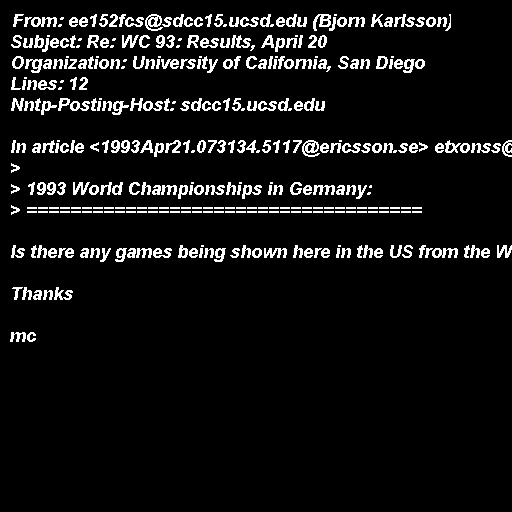 From: ee152fcs@sdcc15.ucsd.edu (Bjorn Karlsson)
Subject: Re: WC 93: Results, April 20
Organization: University of California, San Diego
Lines: 12
Nntp-Posting-Host: sdcc15.ucsd.edu
In article <1993Apr21.073134.5117@ericsson.se> etxonss@
>
> 1993 World Championships in Germany:
> ====================================
Is there any games being shown here in the US from the W
Thanks
mc